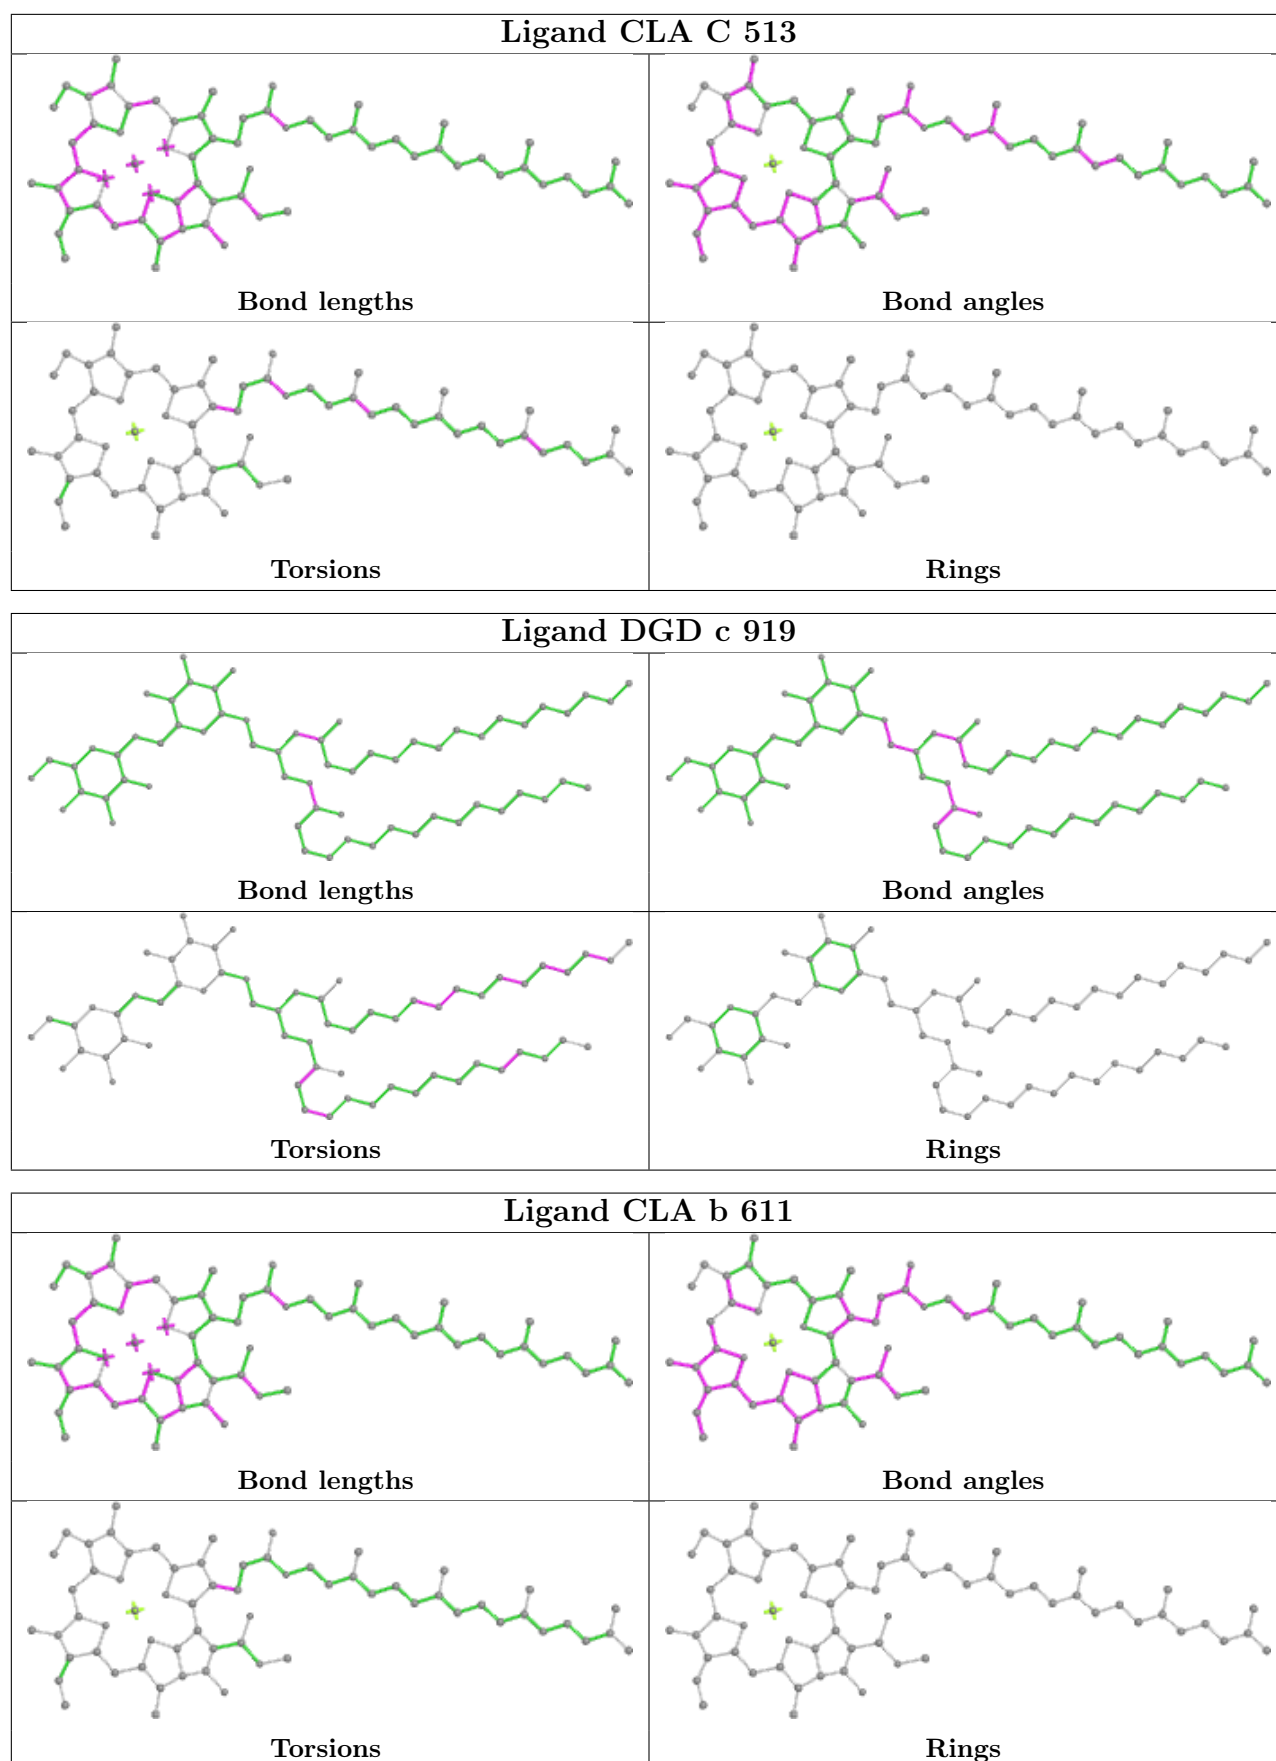 Ligand CLA C 513
Bond lengths
Bond angles
Torsions
Rings
Ligand DGD c 919
Bond lengths
Bond angles
Torsions
Rings
Ligand CLA b 611
Bond lengths
Bond angles
Torsions
Rings